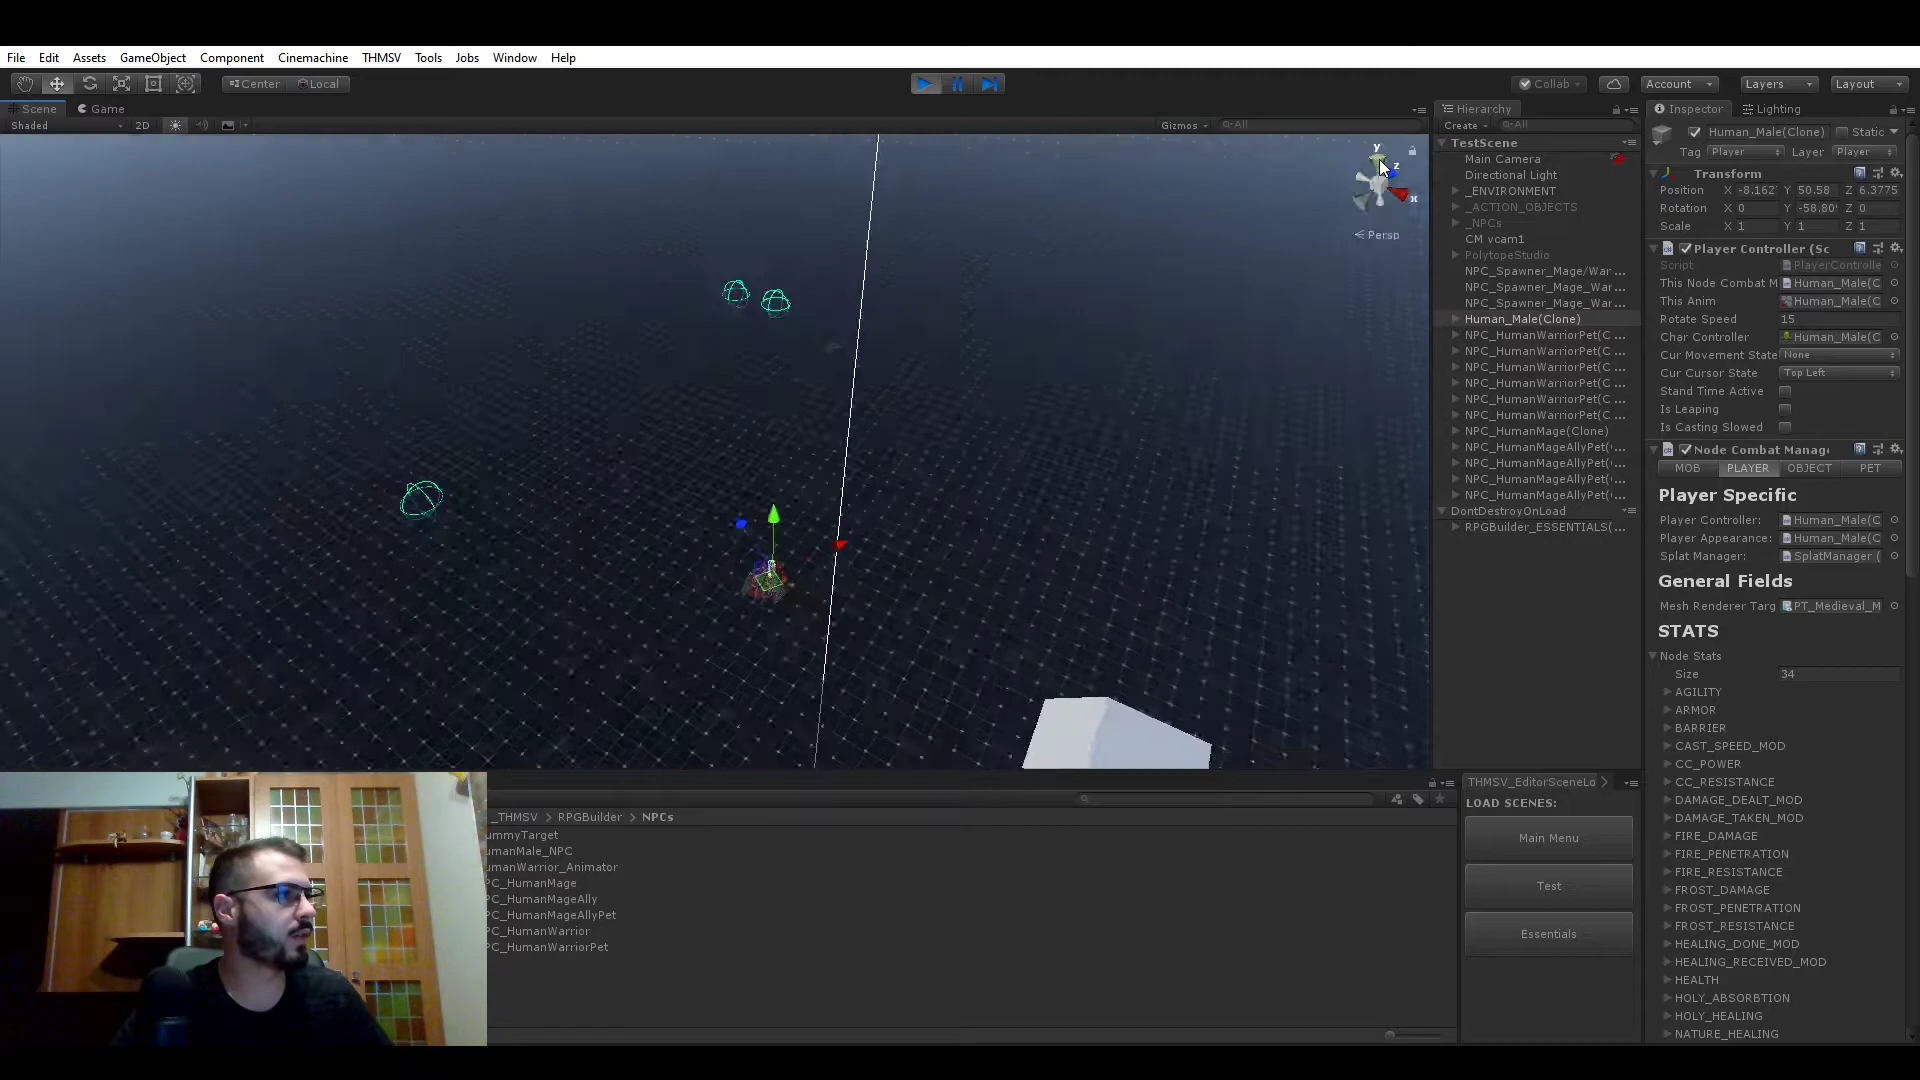 File Edit Assets GameObject Component Cinemachine THMSV Tools Jobs Window Help
Center Local Collab Account Layers Layout
Scene Game
Shaded 2D Gizmos All
y
z
x
Persp
Hierarchy
Create All
TestScene
Main Camera
Directional Light
_ENVIRONMENT
_ACTION_OBJECTS
_NPCs
CM vcam1
PolytopeStudio
NPC_Spawner_Mage/War ...
NPC_Spawner_Mage_War ...
NPC_Spawner_Mage_War ...
Human_Male(Clone)
NPC_HumanWarriorPet(C ...
NPC_HumanWarriorPet(C ...
NPC_HumanWarriorPet(C ...
NPC_HumanWarriorPet(C ...
NPC_HumanWarriorPet(C ...
NPC_HumanWarriorPet(C ...
NPC_HumanMage(Clone)
NPC_HumanMageAllyPet(
NPC_HumanMageAllyPet(
NPC_HumanMageAllyPet(
NPC_HumanMageAllyPet(
DontDestroyOnLoad
RPGBuilder_ESSENTIALS( ...
Inspector Lighting
Human_Male(Clone) Static
Tag Player Layer Player
Transform
Position X -8.162 Y 50.58 Z 6.3775
Rotation X 0 Y -58.80 Z 0
Scale X 1 Y 1 Z 1
Player Controller (Sc
Script PlayerControlle
This Node Combat M Human_Male(C
This Anim Human_Male(C
Rotate Speed 15
Char Controller Human_Male(C
Cur Movement State None
Cur Cursor State Top Left
Stand Time Active
Is Leaping
Is Casting Slowed
Node Combat Manag
MOB PLAYER OBJECT PET
Player Specific
Player Controller: Human_Male(C
Player Appearance: Human_Male(C
Splat Manager: SplatManager (
General Fields
Mesh Renderer Targ PT_Medieval_M
STATS
Node Stats
Size 34
AGILITY
ARMOR
BARRIER
CAST_SPEED_MOD
CC_POWER
CC_RESISTANCE
DAMAGE_DEALT_MOD
DAMAGE_TAKEN_MOD
FIRE_DAMAGE
FIRE_PENETRATION
FIRE_RESISTANCE
FROST_DAMAGE
FROST_PENETRATION
FROST_RESISTANCE
HEALING_DONE_MOD
HEALING_RECEIVED_MOD
HEALTH
HOLY_ABSORBTION
HOLY_HEALING
NATURE_HEALING
_THMSV > RPGBuilder > NPCs
ummyTarget
umanMale_NPC
umanWarrior_Animator
PC_HumanMage
PC_HumanMageAlly
PC_HumanMageAllyPet
PC_HumanWarrior
PC_HumanWarriorPet
THMSV_EditorSceneLo
LOAD SCENES:
Main Menu
Test
Essentials